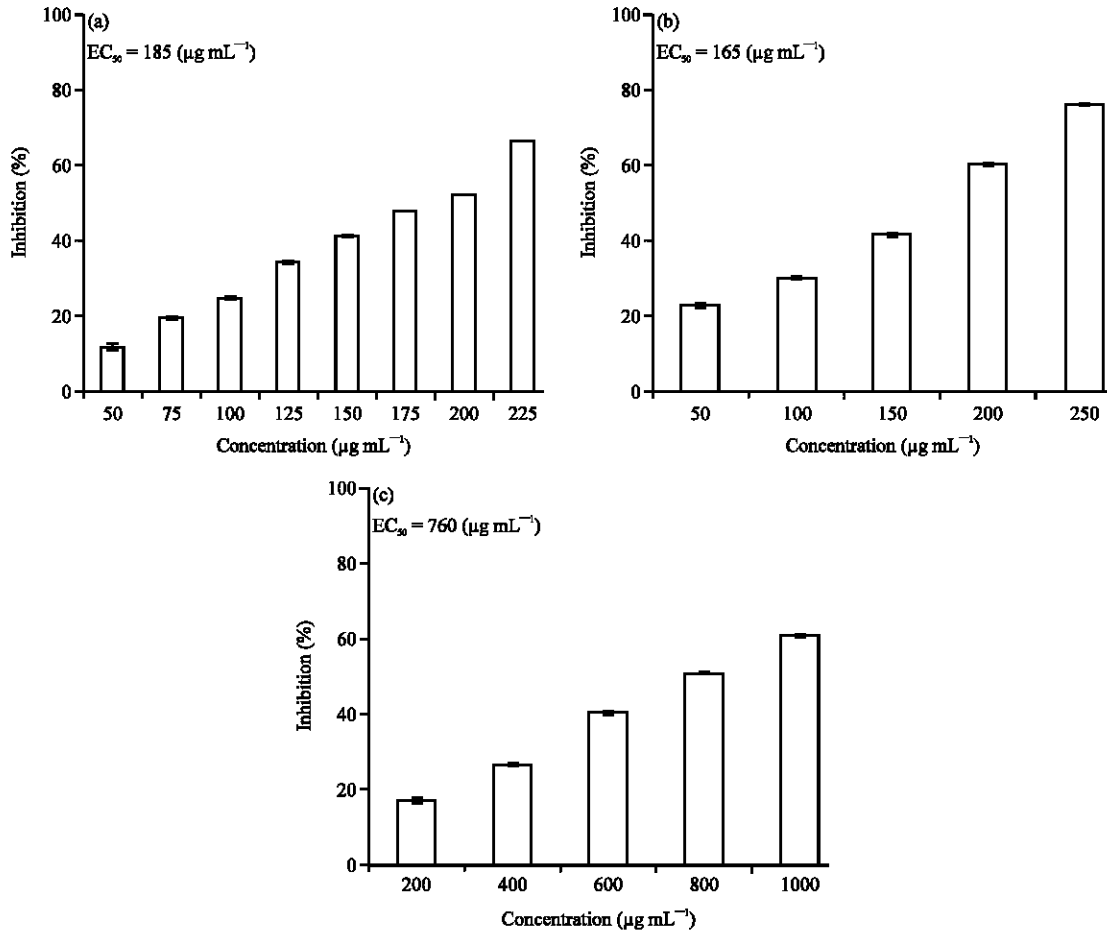 (a)
EC₅₀ = 185 (µg mL⁻¹)
100
80
60
40
20
0
Inhibition (%)
50 75 100 125 150 175 200 225
Concentration (µg mL⁻¹)
(b)
EC₅₀ = 165 (µg mL⁻¹)
100
80
60
40
20
0
Inhibition (%)
50 100 150 200 250
Concentration (µg mL⁻¹)
(c)
EC₅₀ = 760 (µg mL⁻¹)
100
80
60
40
20
0
Inhibition (%)
200 400 600 800 1000
Concentration (µg mL⁻¹)